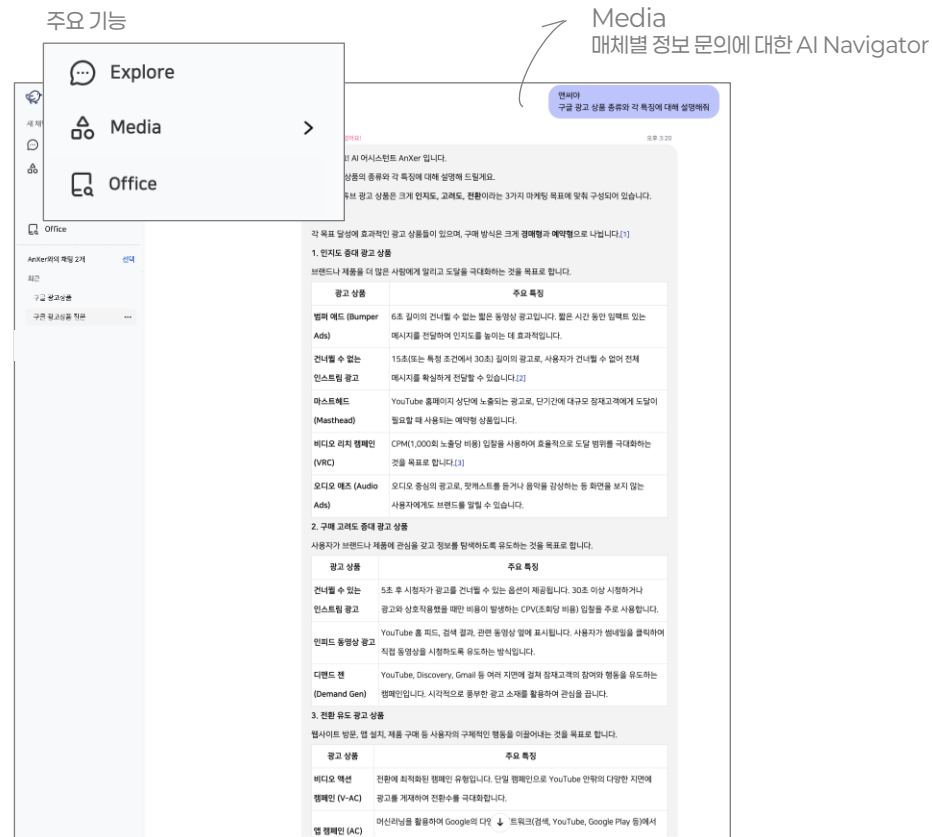 주요 기능
Media
매체별 정보 문의에 대한 AI Navigator
Explore
Media
Office
새 채
Office
AnXer와의 채팅 2개 선택
최근
구글 광고상품
구글 광고상품 질문
앤써야
구글 광고 상품 종류와 각 특징에 대해 설명해줘
오후 3:20
AI 어시스턴트 AnXer 입니다.
상품의 종류와 각 특징에 대해 설명해 드릴게요.
튜브 광고 상품은 크게 인지도, 고려도, 전환이라는 3가지 마케팅 목표에 맞춰 구성되어 있습니다.
각 목표 달성에 효과적인 광고 상품들이 있으며, 구매 방식은 크게 경매형과 예약형으로 나뉩니다.[1]
1. 인지도 증대 광고 상품
브랜드나 제품을 더 많은 사람에게 알리고 도달을 극대화하는 것을 목표로 합니다.
광고 상품 주요 특징
범퍼 애드 (Bumper Ads) 6초 길이의 건너뛸 수 없는 짧은 동영상 광고입니다. 짧은 시간 동안 임팩트 있는
메시지를 전달하여 인지도를 높이는 데 효과적입니다.
건너뛸 수 없는 인스트림 광고 15초(또는 특정 조건에서 30초) 길이의 광고로, 사용자가 건너뛸 수 없어 전체
메시지를 확실하게 전달할 수 있습니다.[2]
마스트헤드 (Masthead) YouTube 홈페이지 상단에 노출되는 광고로, 단기간에 대규모 잠재고객에게 도달이
필요할 때 사용되는 예약형 상품입니다.
비디오 리치 캠페인 (VRC) CPM(1,000회 노출당 비용) 입찰을 사용하여 효율적으로 도달 범위를 극대화하는
것을 목표로 합니다.[3]
오디오 애즈 (Audio Ads) 오디오 중심의 광고로, 팟캐스트를 듣거나 음악을 감상하는 등 화면을 보지 않는
사용자에게도 브랜드를 알릴 수 있습니다.
2. 구매 고려도 증대 광고 상품
사용자가 브랜드나 제품에 관심을 갖고 정보를 탐색하도록 유도하는 것을 목표로 합니다.
광고 상품 주요 특징
건너뛸 수 있는 인스트림 광고 5초 후 시청자가 광고를 건너뛸 수 있는 옵션이 제공됩니다. 30초 이상 시청하거나
광고와 상호작용했을 때만 비용이 발생하는 CPV(조회당 비용) 입찰을 주로 사용합니다.
인피드 동영상 광고 YouTube 홈 피드, 검색 결과, 관련 동영상 옆에 표시됩니다. 사용자가 썸네일을 클릭하여
직접 동영상을 시청하도록 유도하는 방식입니다.
디맨드 젠 (Demand Gen) YouTube, Discovery, Gmail 등 여러 지면에 걸쳐 잠재고객의 참여와 행동을 유도하는
캠페인입니다. 시각적으로 풍부한 광고 소재를 활용하여 관심을 끕니다.
3. 전환 유도 광고 상품
웹사이트 방문, 앱 설치, 제품 구매 등 사용자의 구체적인 행동을 이끌어내는 것을 목표로 합니다.
광고 상품 주요 특징
비디오 액션 캠페인 (V-AC) 전환에 최적화된 캠페인 유형입니다. 단일 캠페인으로 YouTube 안팎의 다양한 지면에
광고를 게재하여 전환수를 극대화합니다.
앱 캠페인 (AC) 머신러닝을 활용하여 Google의 다양 트워크(검색, YouTube, Google Play 등)에서